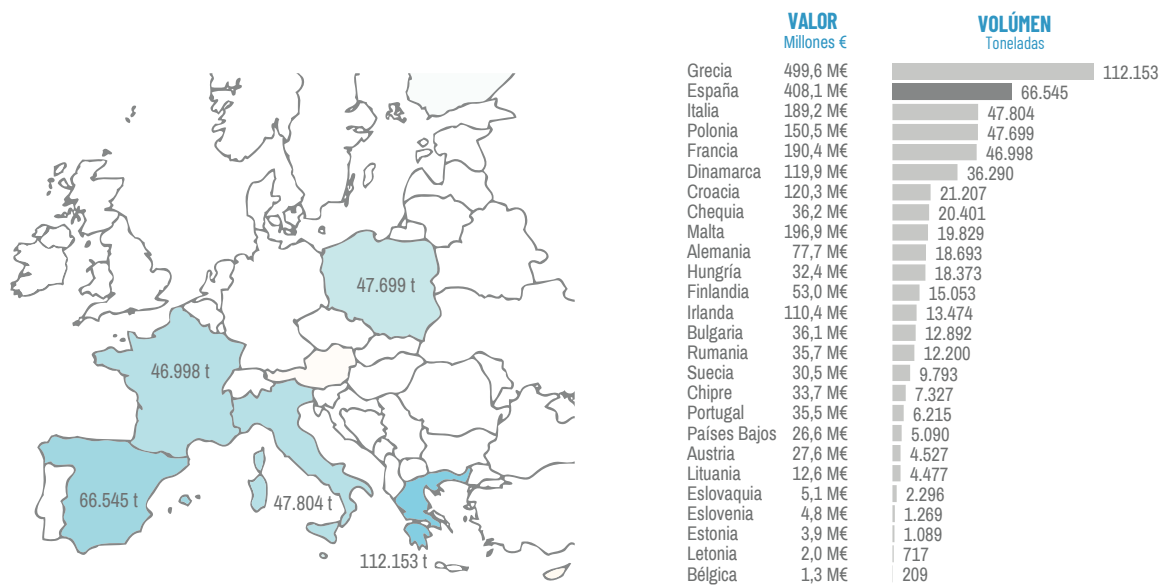 VALOR
Millones €
VOLÚMEN
Toneladas
Grecia 499,6 M€ 112.153
España 408,1 M€ 66.545
Italia 189,2 M€ 47.804
Polonia 150,5 M€ 47.699
Francia 190,4 M€ 46.998
Dinamarca 119,9 M€ 36.290
Croacia 120,3 M€ 21.207
Chequia 36,2 M€ 20.401
Malta 196,9 M€ 19.829
Alemania 77,7 M€ 18.693
Hungría 32,4 M€ 18.373
Finlandia 53,0 M€ 15.053
Irlanda 110,4 M€ 13.474
Bulgaria 36,1 M€ 12.892
Rumania 35,7 M€ 12.200
Suecia 30,5 M€ 9.793
Chipre 33,7 M€ 7.327
Portugal 35,5 M€ 6.215
Países Bajos 26,6 M€ 5.090
Austria 27,6 M€ 4.527
Lituania 12,6 M€ 4.477
Eslovaquia 5,1 M€ 2.296
Eslovenia 4,8 M€ 1.269
Estonia 3,9 M€ 1.089
Letonia 2,0 M€ 717
Bélgica 1,3 M€ 209
47.699 t
46.998 t
66.545 t
47.804 t
112.153 t